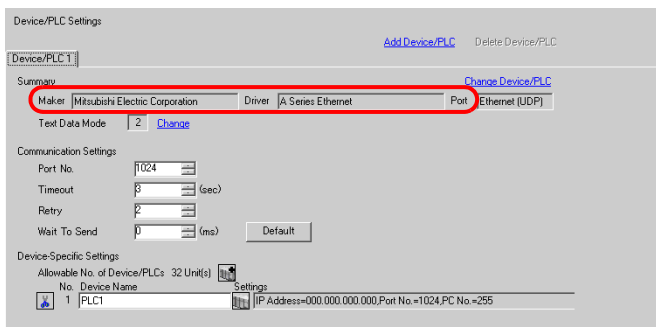 Device/PLC Settings
Add Device/PLC Delete Device/PLC
Device/PLC 1
Summary Change Device/PLC
Maker Mitsubishi Electric Corporation Driver A Series Ethernet Port Ethernet (UDP)
Text Data Mode 2 Change
Communication Settings
Port No. 1024
Timeout 3 (sec)
Retry 2
Wait To Send 0 (ms) Default
Device-Specific Settings
Allowable No. of Device/PLCs 32 Unit(s)
No. Device Name Settings
1 PLC1 IP Address=000.000.000.000,Port No.=1024,PC No.=255